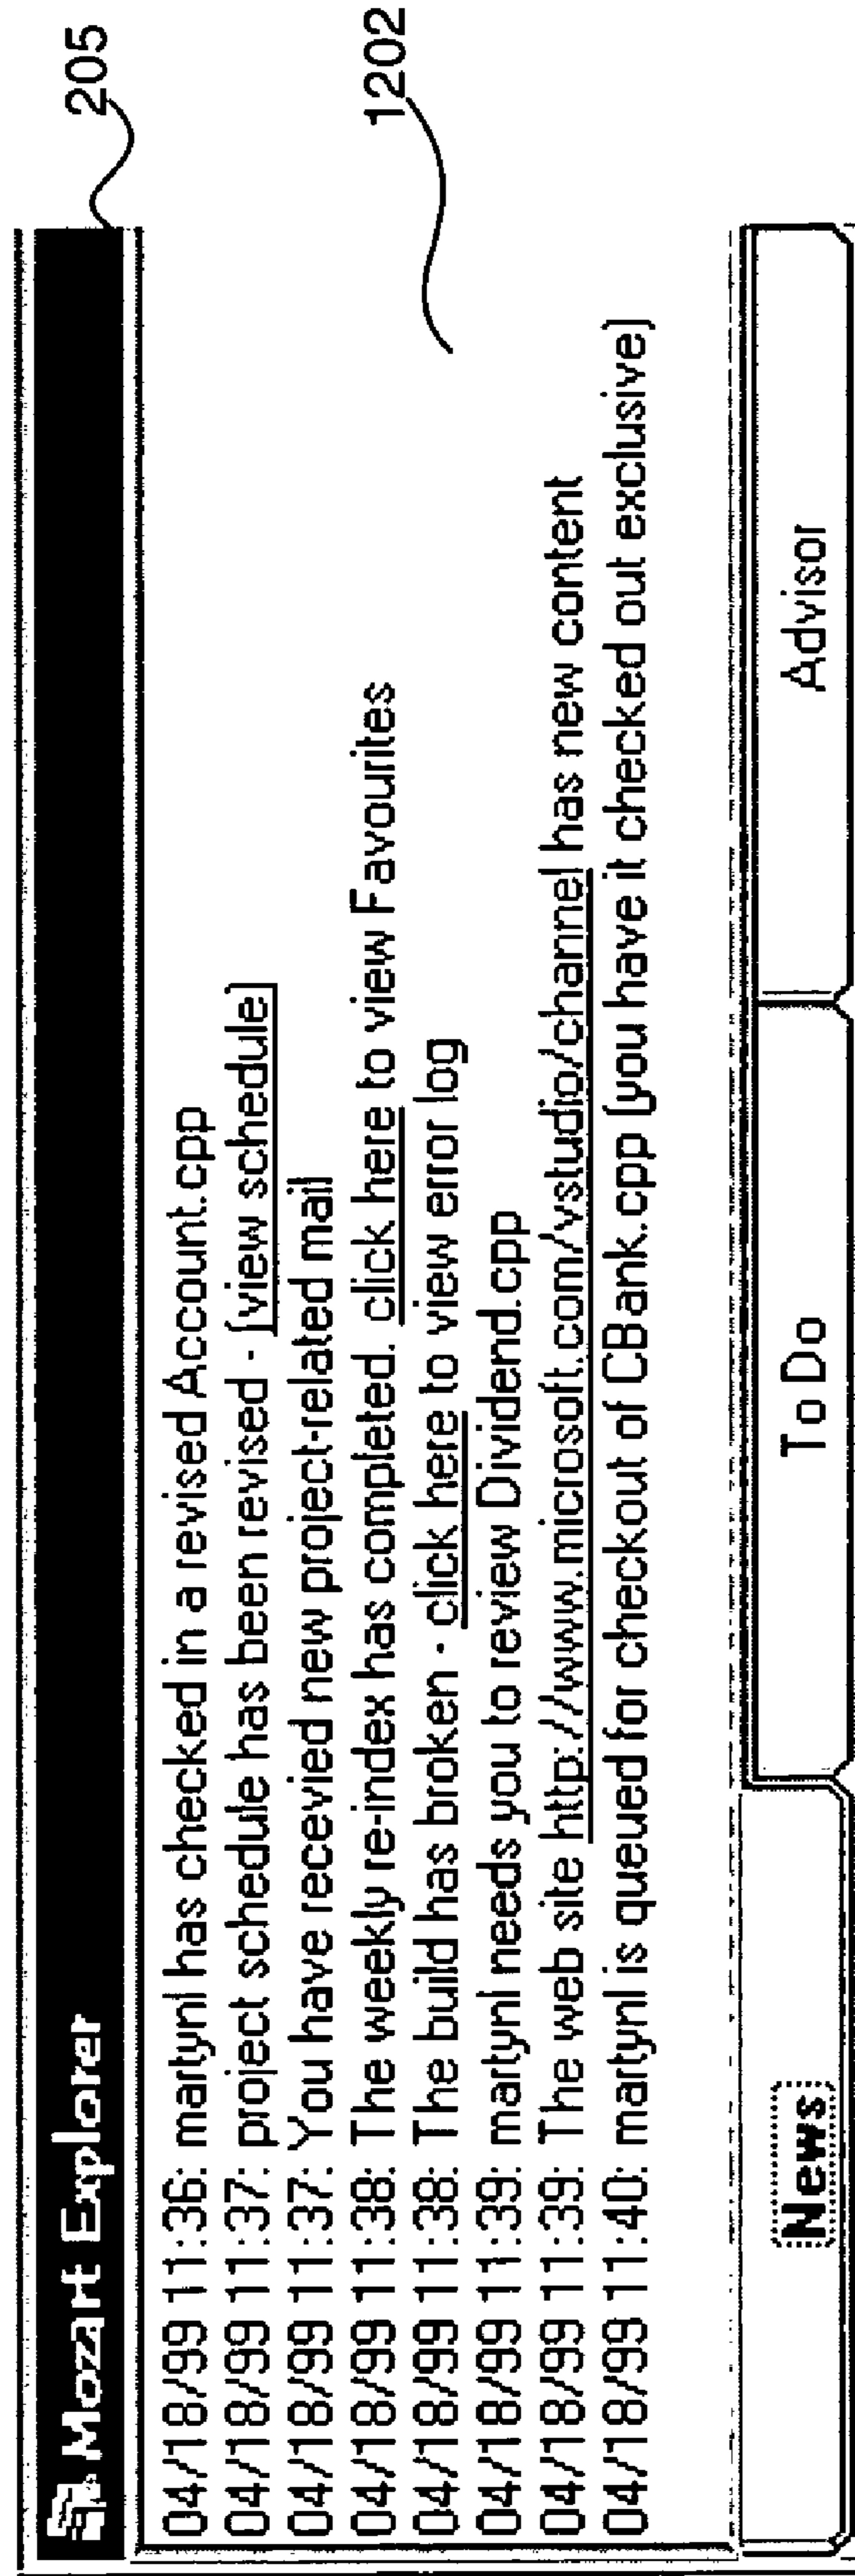 205
Mozart Explorer
1202
04/18/99 11:36: martynl has checked in a revised Account.cpp
04/18/99 11:37: project schedule has been revised - (view schedule)
04/18/99 11:37: You have recevied new project-related mail
04/18/99 11:38: The weekly re-index has completed. click here to view Favourites
04/18/99 11:38: The build has broken - click here to view error log
04/18/99 11:39: martynl needs you to review Dividend.cpp
04/18/99 11:39: The web site http://www.microsoft.com/vstudio/channel has new content
04/18/99 11:40: martynl is queued for checkout of CBank.cpp (you have it checked out exclusive)
News
To Do
Advisor